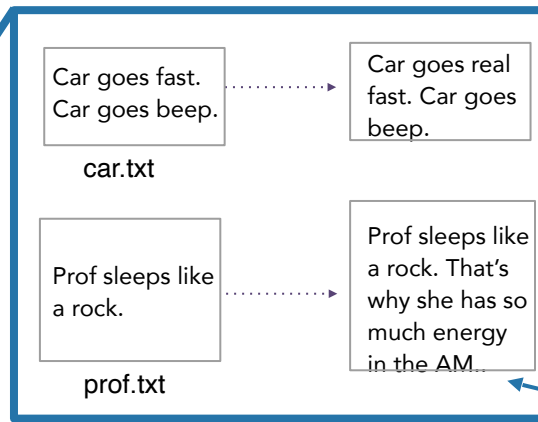 Car goes fast.
Car goes beep.
car.txt
Car goes real
fast. Car goes
beep.
Prof sleeps like
a rock.
prof.txt
Prof sleeps like
a rock. That’s
why she has so
much energy
in the AM..